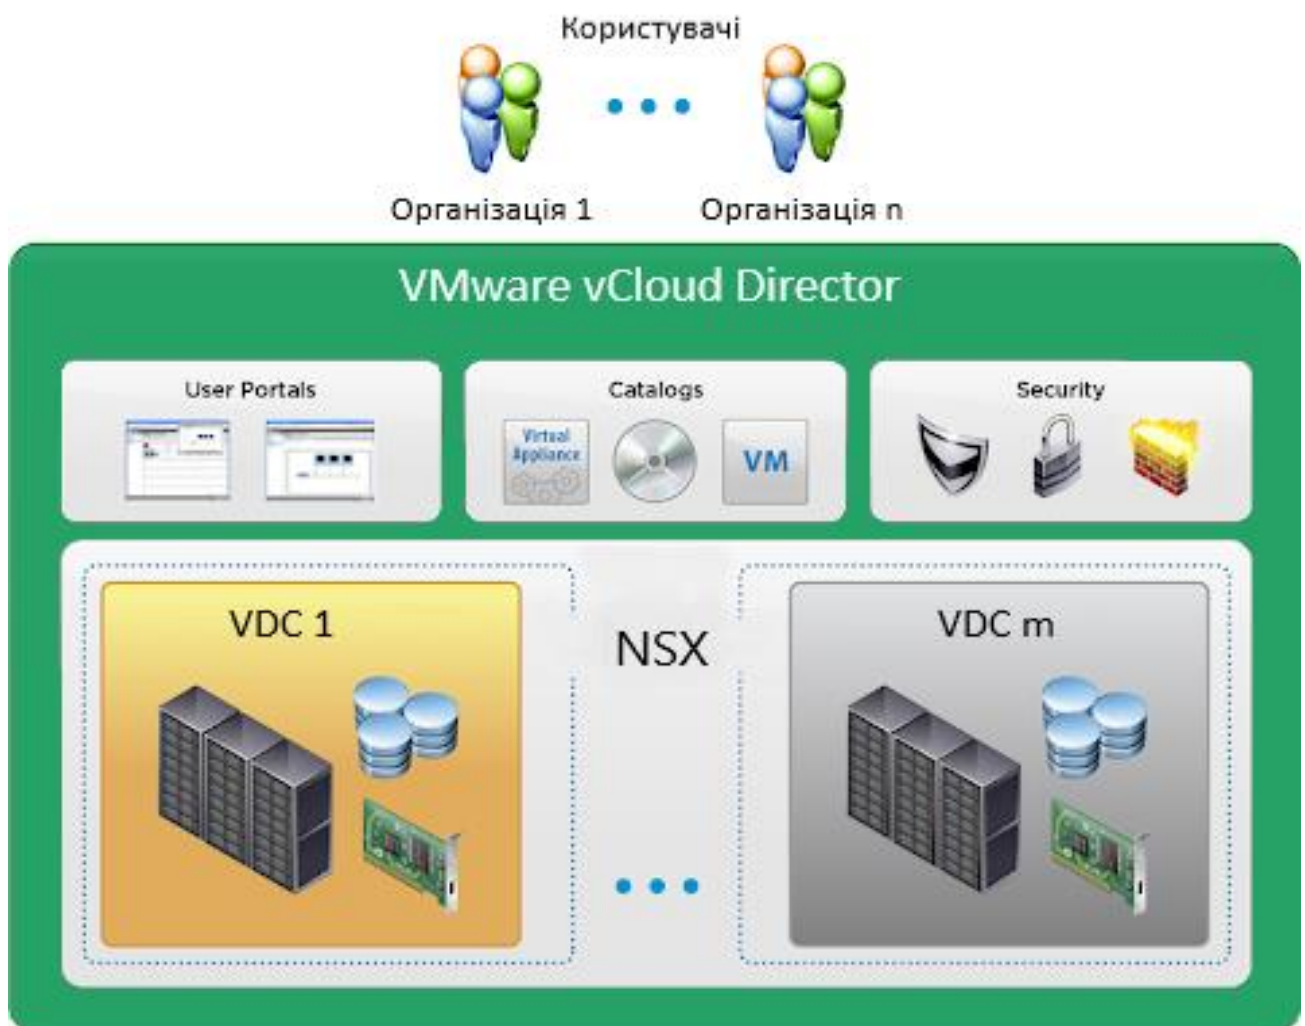 Користувачі
Організація 1
Організація n
VMware vCloud Director
User Portals
Catalogs
Security
Virtual
Appliance
VM
VDC 1
NSX
VDC m